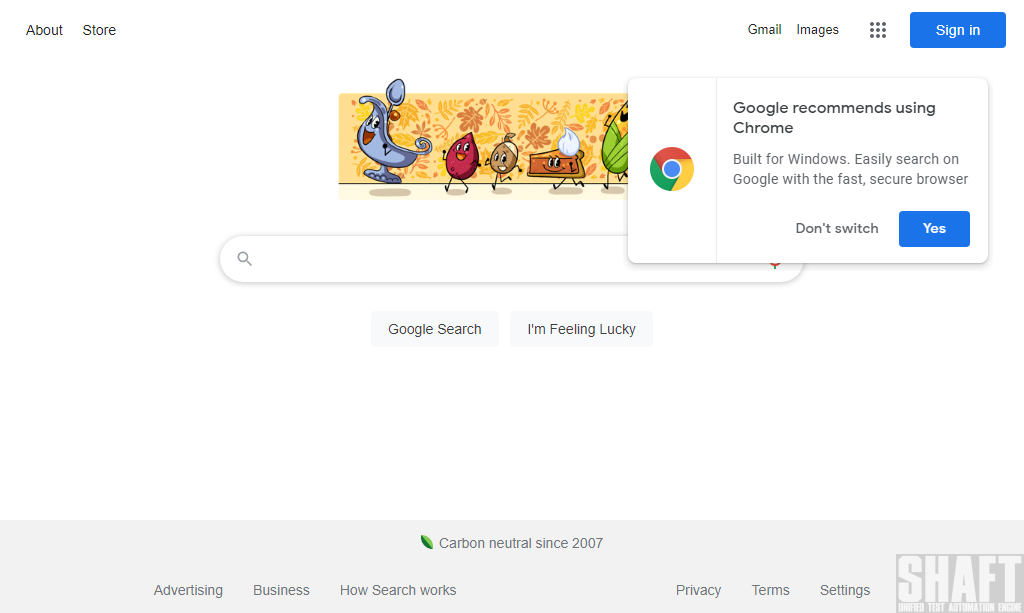 About Store
Gmail Images Sign in
Google recommends using
Chrome
Built for Windows. Easily search on
Google with the fast, secure browser
Don't switch Yes
Google Search I'm Feeling Lucky
Carbon neutral since 2007
Advertising Business How Search works
Privacy Terms Settings
SHAFT
UNIFIED TEST AUTOMATION ENGINE